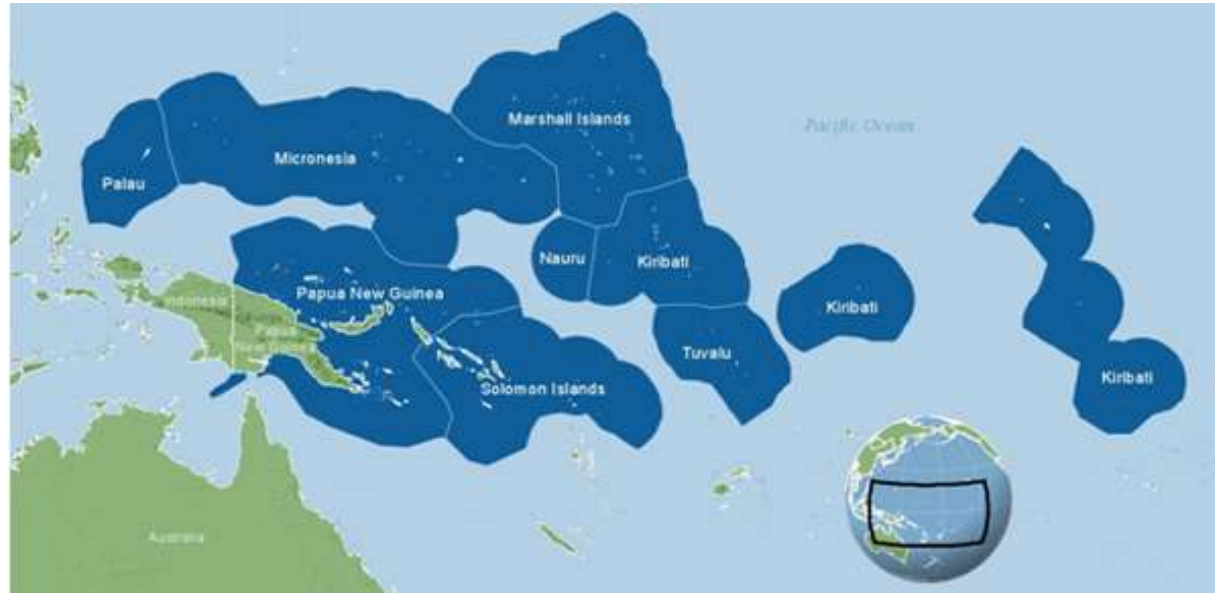 Pacific Ocean
Marshall Islands
Micronesia
Palau
Nauru
Kiribati
Papua New Guinea
Indonesia
Papua
New Guinea
Kiribati
Tuvalu
Kiribati
Solomon Islands
Australia